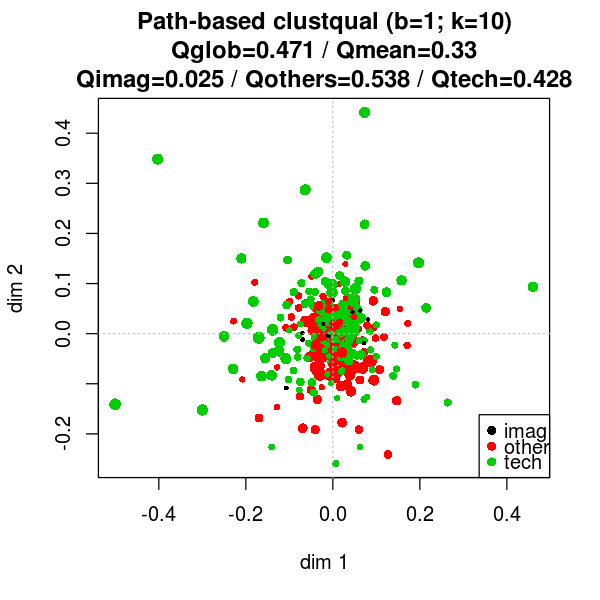 Path-based clustqual (b=1; k=10)
Qglob=0.471 / Qmean=0.33
Qimag=0.025 / Qothers=0.538 / Qtech=0.428
dim 2
0.4
0.3
0.2
0.1
0.0
-0.2
-0.4
-0.2
0.0
0.2
0.4
dim 1
imag
other
tech